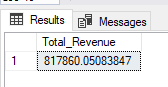 Results Messages
Total_Revenue
1 817860.05083847